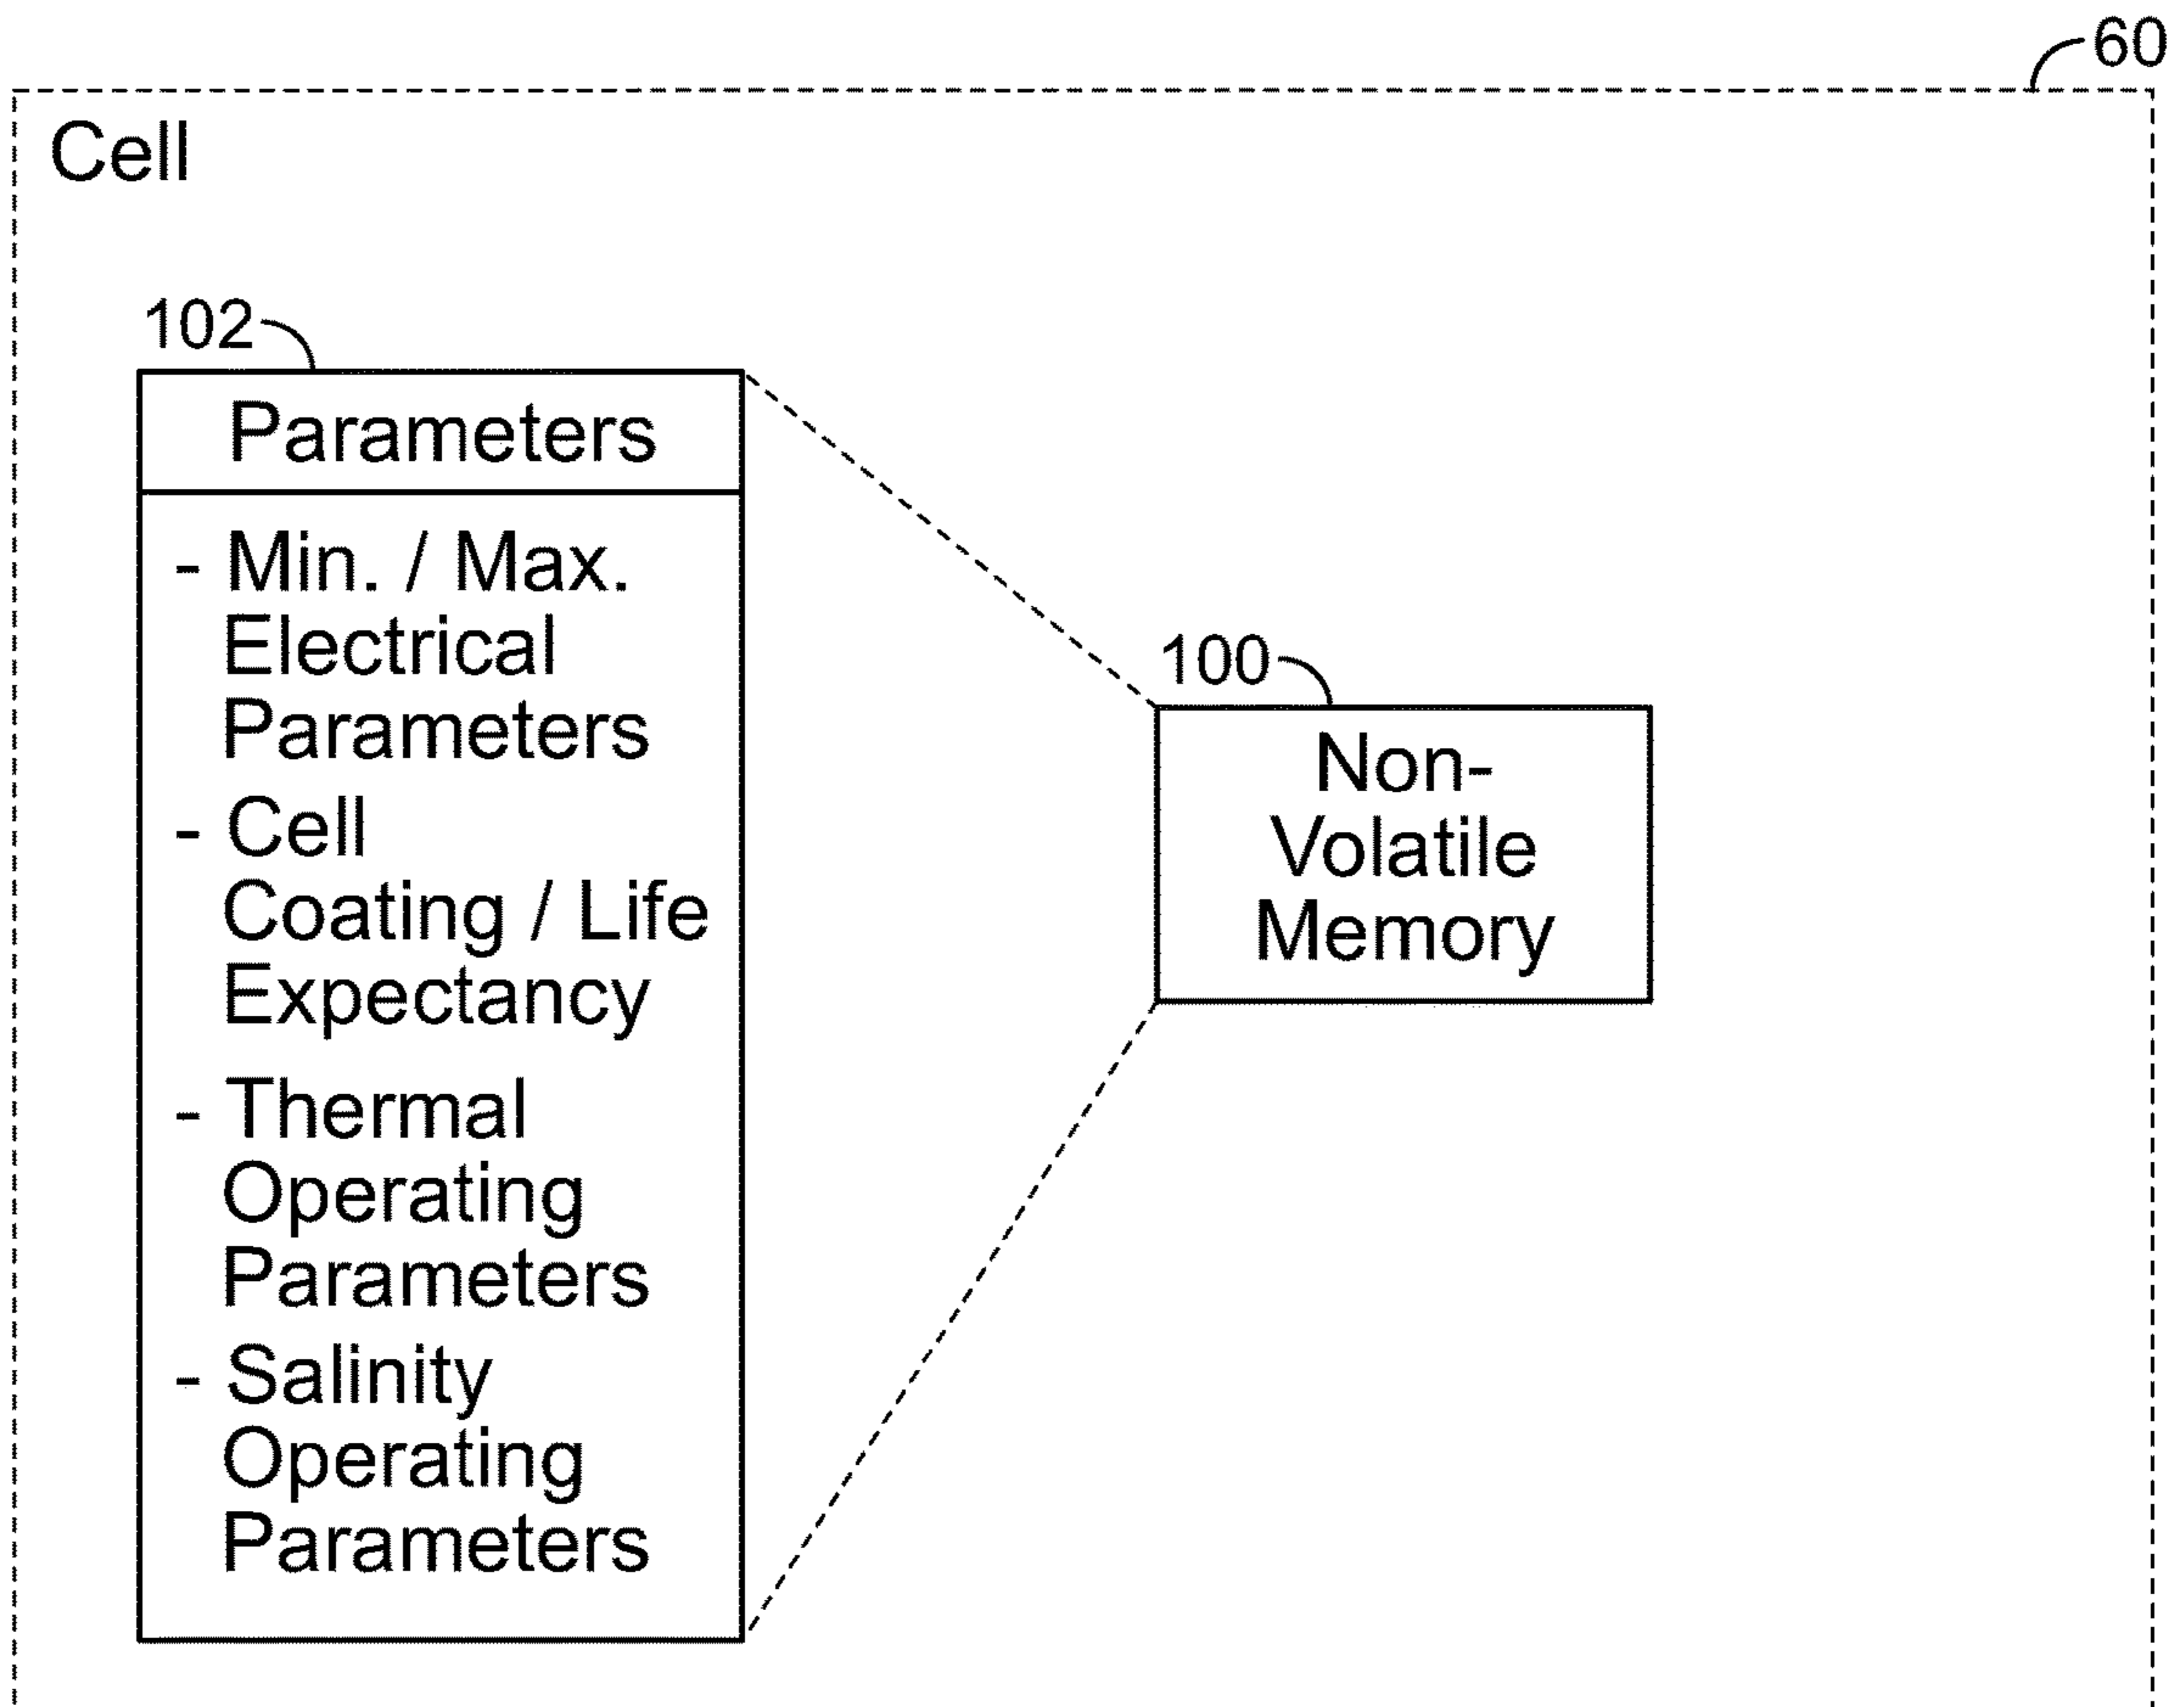 60
Cell
102
Parameters
- Min. / Max.
Electrical
Parameters
- Cell
Coating / Life
Expectancy
- Thermal
Operating
Parameters
- Salinity
Operating
Parameters
100
Non-
Volatile
Memory